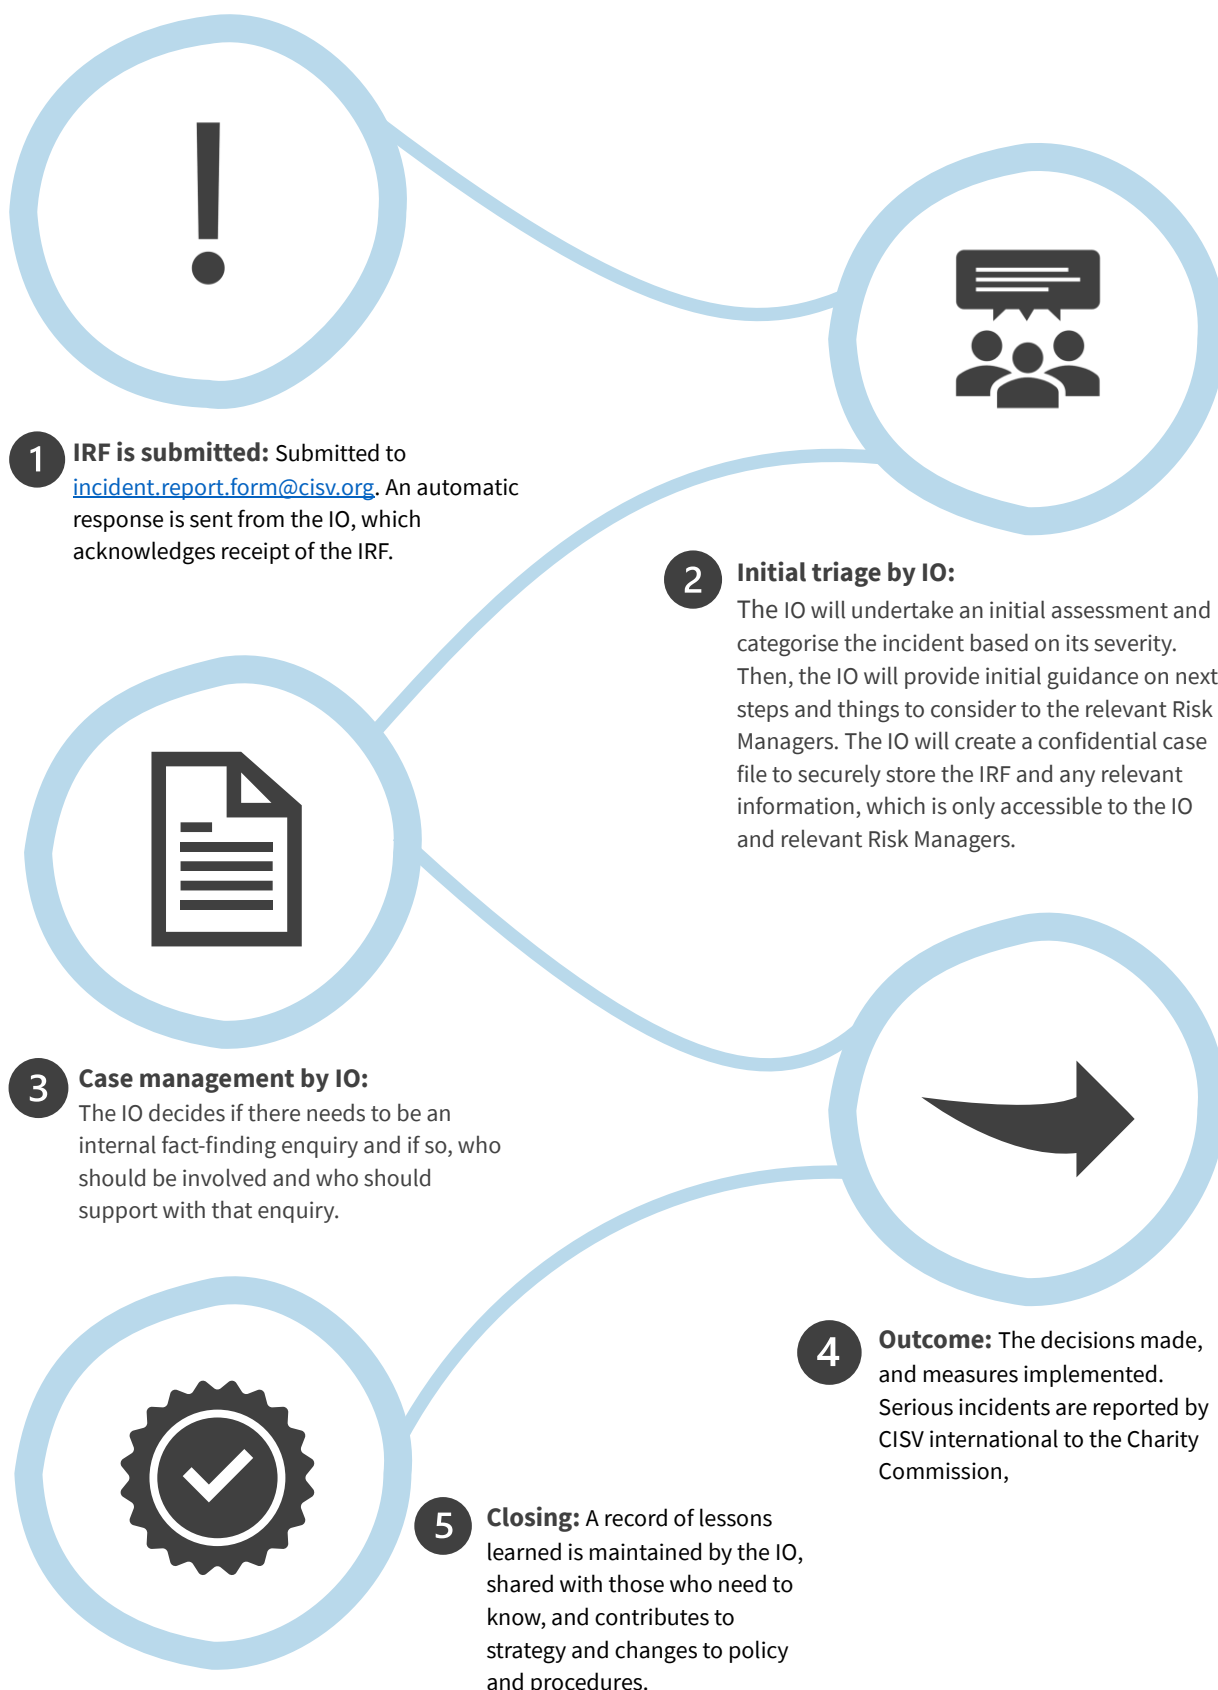 1 IRF is submitted: Submitted to
incident.report.form@cisv.org. An automatic
response is sent from the IO, which
acknowledges receipt of the IRF.
2 Initial triage by IO:
The IO will undertake an initial assessment and
categorise the incident based on its severity.
Then, the IO will provide initial guidance on next
steps and things to consider to the relevant Risk
Managers. The IO will create a confidential case
file to securely store the IRF and any relevant
information, which is only accessible to the IO
and relevant Risk Managers.
3 Case management by IO:
The IO decides if there needs to be an
internal fact-finding enquiry and if so, who
should be involved and who should
support with that enquiry.
4 Outcome: The decisions made,
and measures implemented.
Serious incidents are reported by
CISV international to the Charity
Commission,
5 Closing: A record of lessons
learned is maintained by the IO,
shared with those who need to
know, and contributes to
strategy and changes to policy
and procedures.